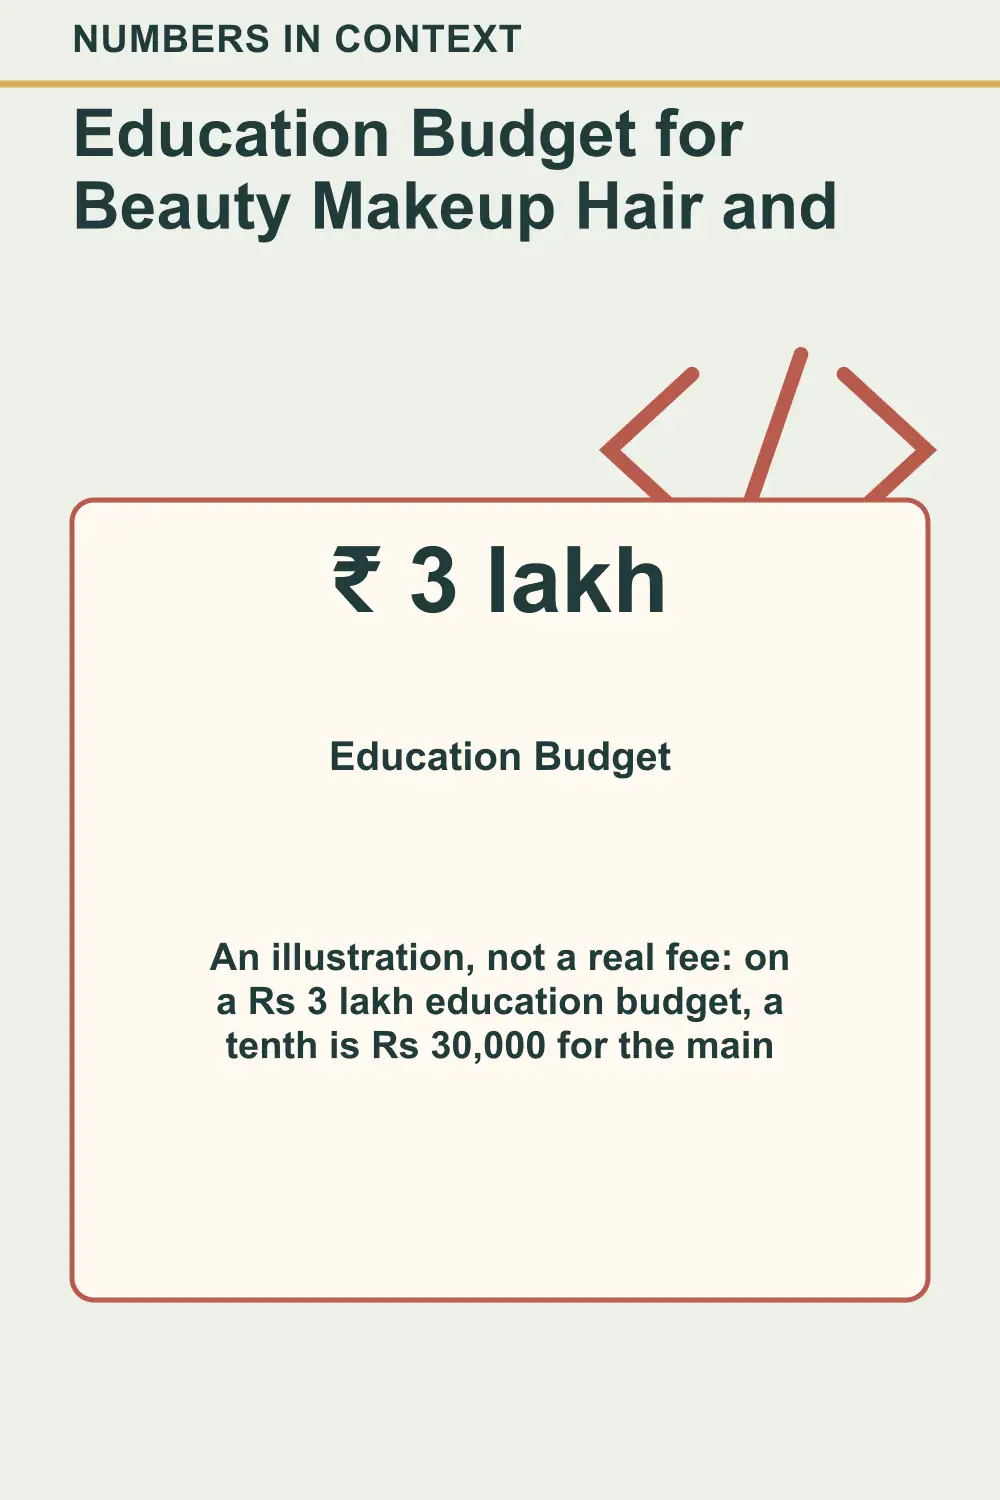 NUMBERS IN CONTEXT
Education Budget for
Beauty Makeup Hair and
₹ 3 lakh
Education Budget
An illustration, not a real fee: on
a Rs 3 lakh education budget, a
tenth is Rs 30,000 for the main